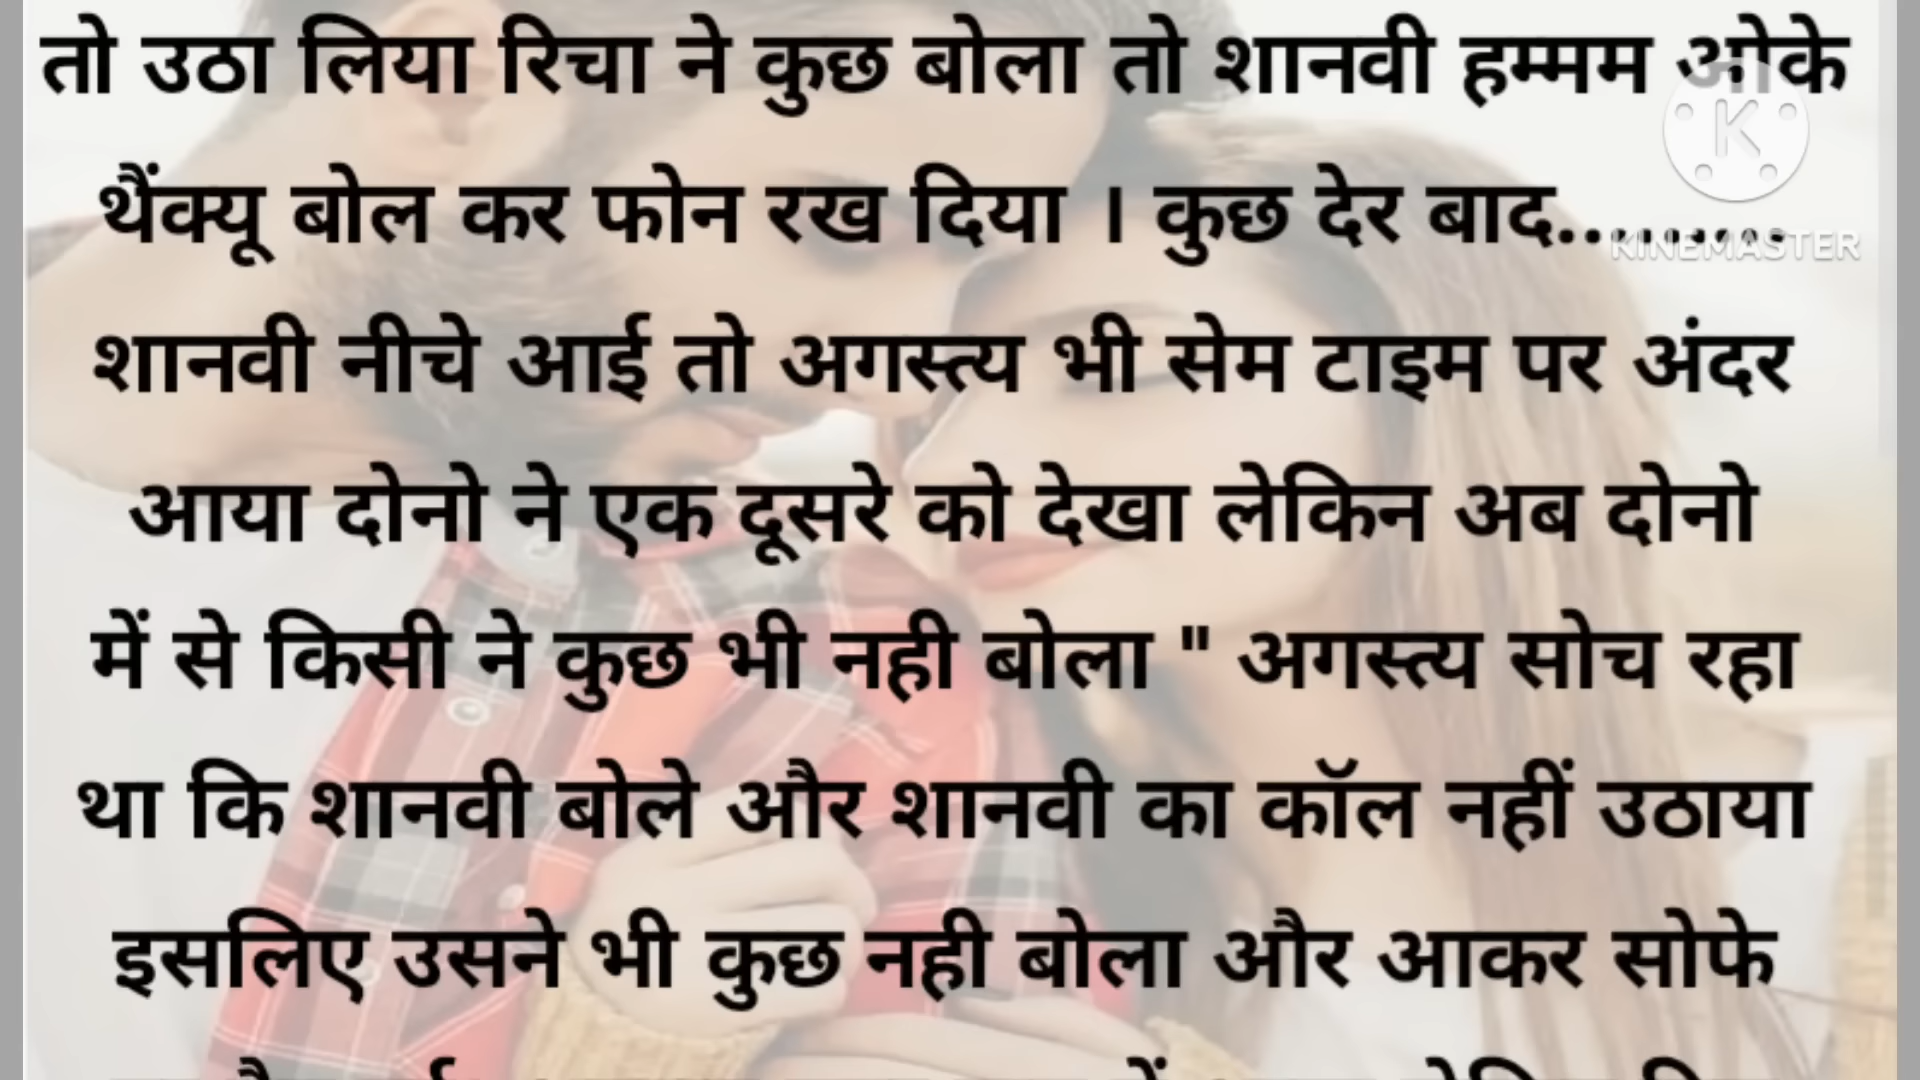 तो उठा लिया रिचा ने कुछ बोला तो शानवी हम्मम ओके
थैंक्यू बोल कर फोन रख दिया । कुछ देर बाद..........
शानवी नीचे आई तो अगस्त्य भी सेम टाइम पर अंदर
आया दोनो ने एक दूसरे को देखा लेकिन अब दोनो
में से किसी ने कुछ भी नही बोला " अगस्त्य सोच रहा
था कि शानवी बोले और शानवी का कॉल नहीं उठाया
इसलिए उसने भी कुछ नही बोला और आकर सोफे
K
KINEMASTER